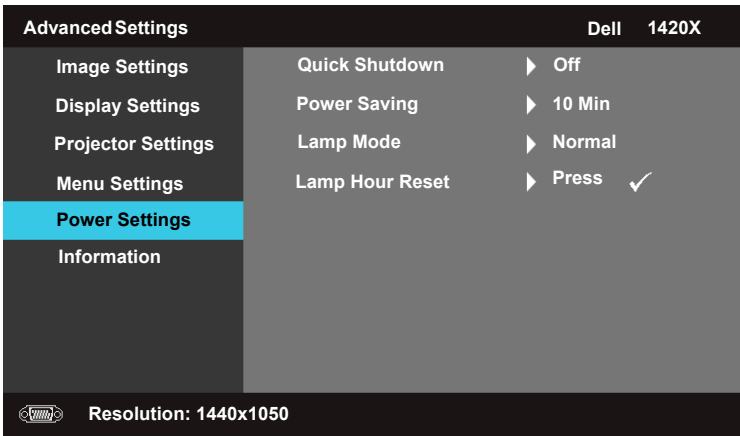 Advanced Settings Dell 1420X
Image Settings Quick Shutdown Off
Display Settings Power Saving 10 Min
Projector Settings Lamp Mode Normal
Menu Settings Lamp Hour Reset Press
Power Settings
Information
Resolution: 1440x1050